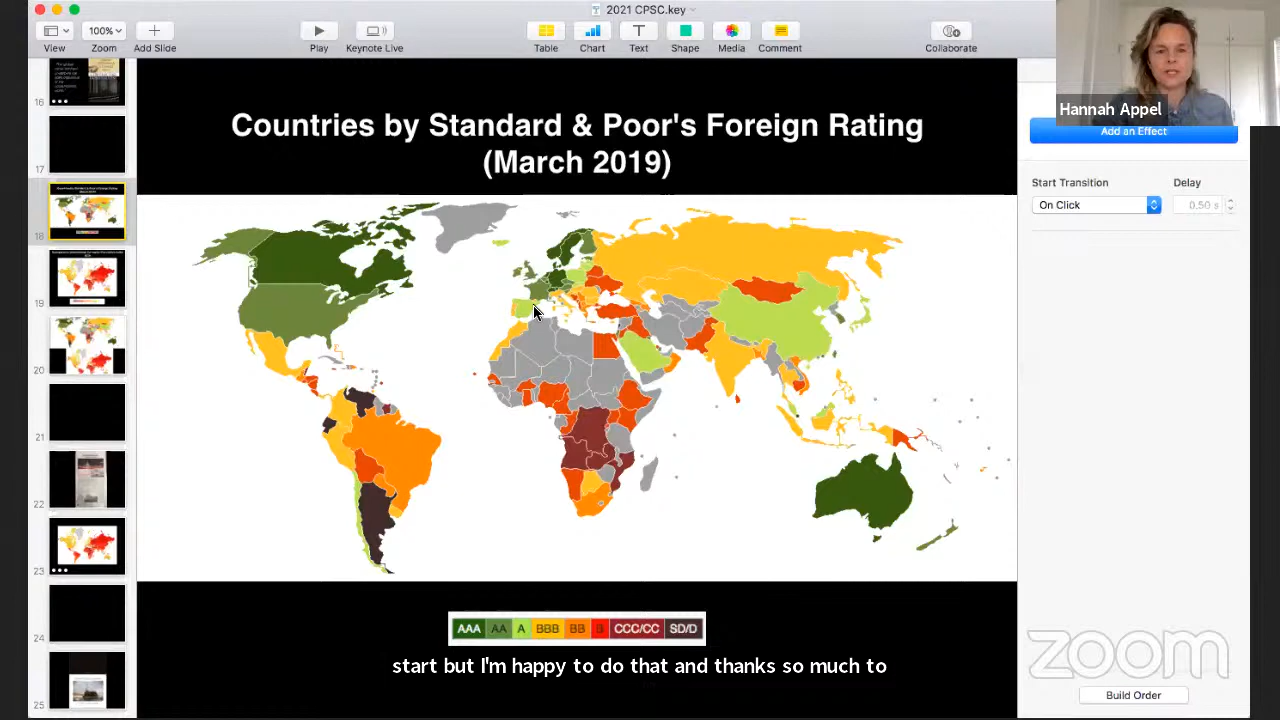 2021 CPSC.key
View
100%
Zoom
Add Slide
Play
Keynote Live
Table
Chart
Text
Shape
Media
Comment
Collaborate
Hannah Appel
Add an Effect
Start Transition
Delay
On Click
0.50 s
Countries by Standard & Poor's Foreign Rating
(March 2019)
16
17
18
19
20
21
22
23
24
25
AAA AA A BBB BB B CCC/CC SD/D
start but I'm happy to do that and thanks so much to
zoom
Build Order